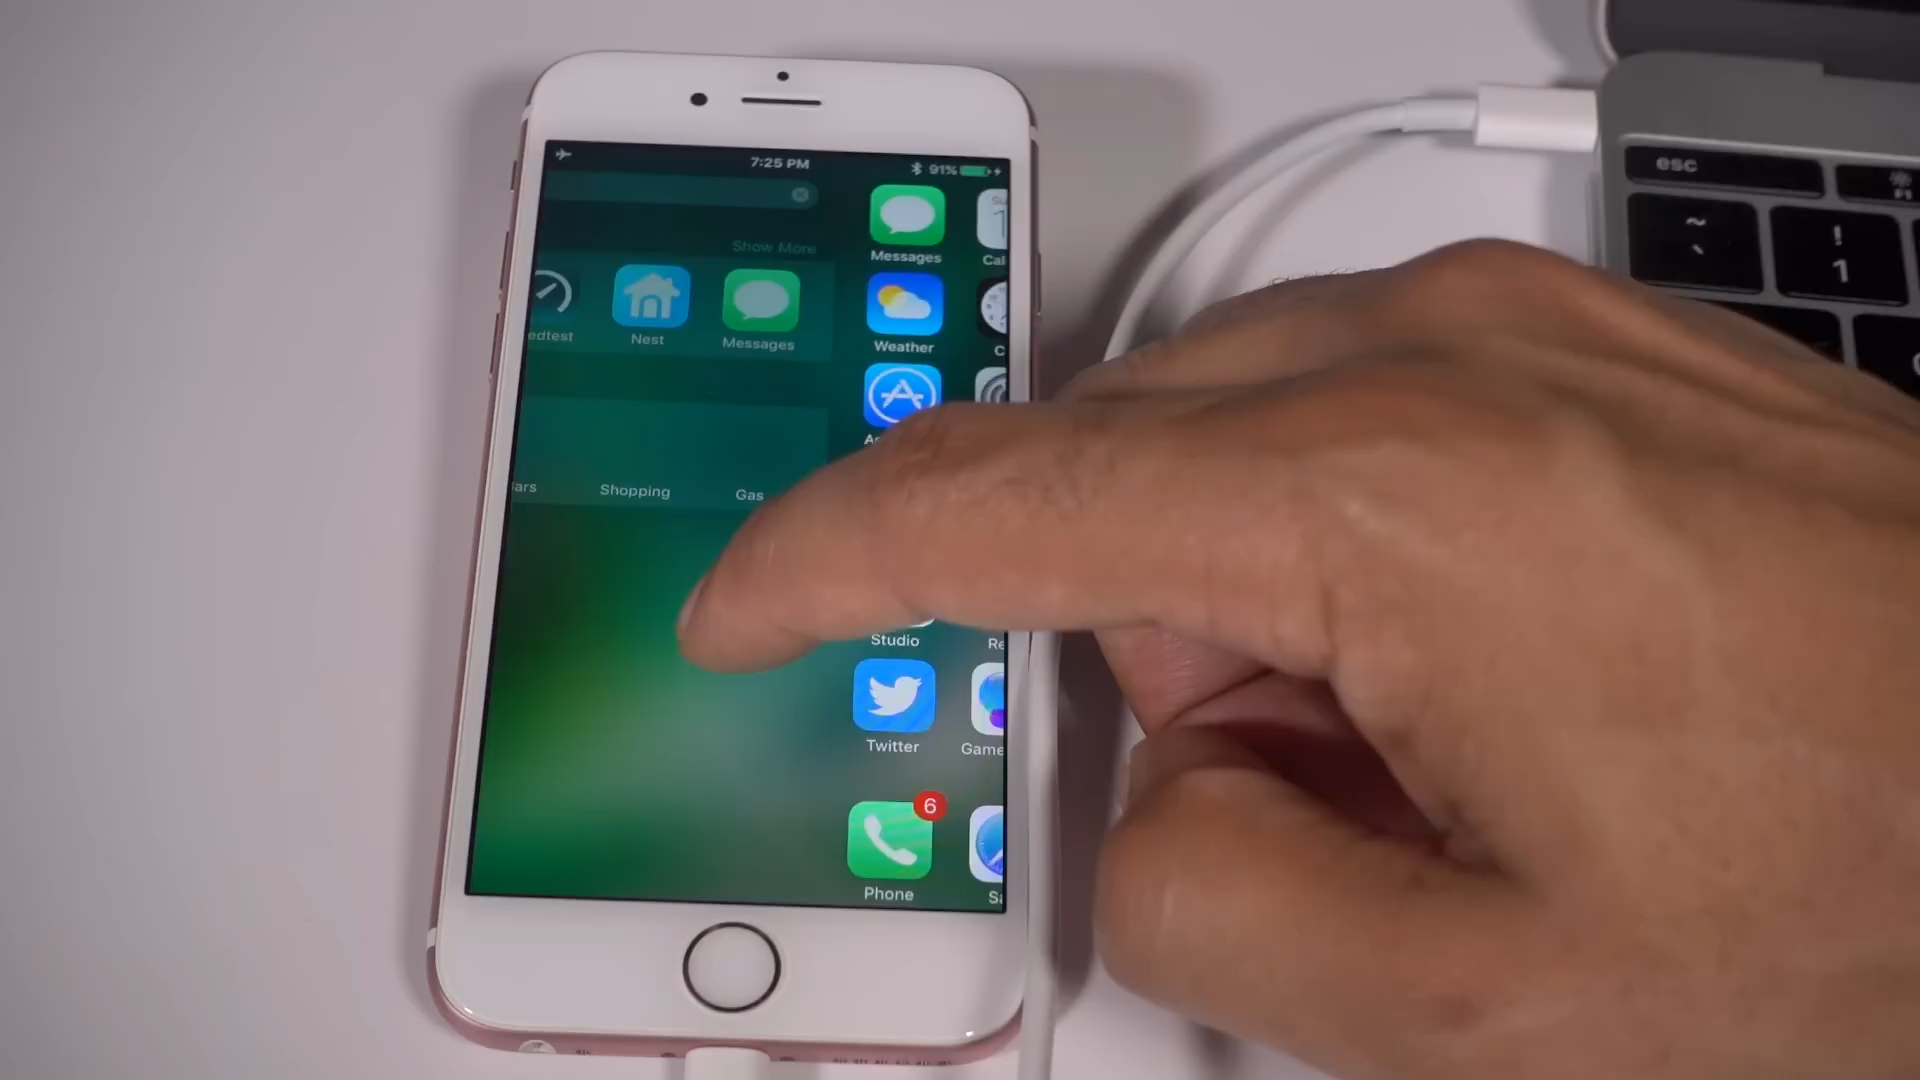 7:25 PM
91%
Show More
Messages
Cal
edtest
Nest
Messages
Weather
C
ars
Shopping
Gas
Studio
Re
Twitter
Game
6
Phone
Sa
esc
F1
~
`
!
1